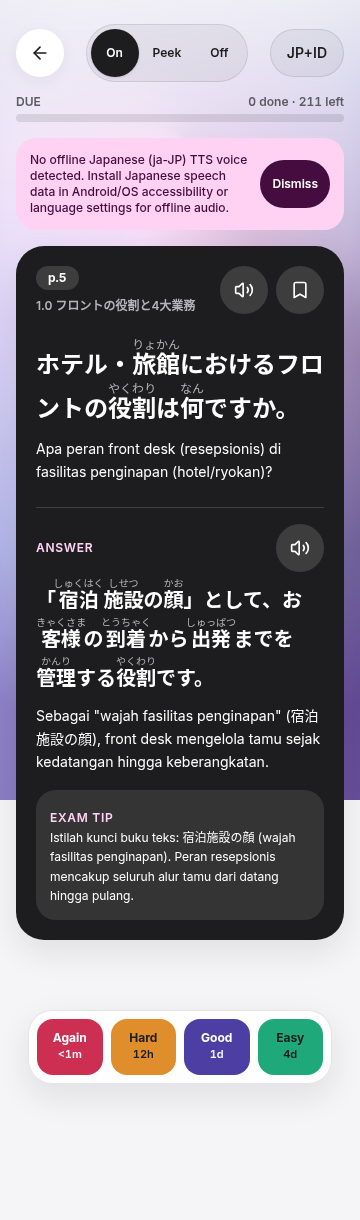 On Peek Off JP+ID
DUE 0 done · 211 left
No offline Japanese (ja-JP) TTS voice
detected. Install Japanese speech
data in Android/OS accessibility or
language settings for offline audio.
Dismiss
p.5
1.0 フロントの役割と4大業務
りょかん
ホテル・旅館におけるフロ
やくわり なん
ントの役割は何ですか。
Apa peran front desk (resepsionis) di
fasilitas penginapan (hotel/ryokan)?
ANSWER
しゅくはく しせつ かお
「宿泊 施設の顔」として、お
きゃくさま とうちゃく しゅっぱつ
客様の到着から出発までを
かんり やくわり
管理する役割です。
Sebagai "wajah fasilitas penginapan" (宿泊
施設の顔), front desk mengelola tamu sejak
kedatangan hingga keberangkatan.
EXAM TIP
Istilah kunci buku teks: 宿泊施設の顔 (wajah
fasilitas penginapan). Peran resepsionis
mencakup seluruh alur tamu dari datang
hingga pulang.
Again Hard Good Easy
<1m 12h 1d 4d